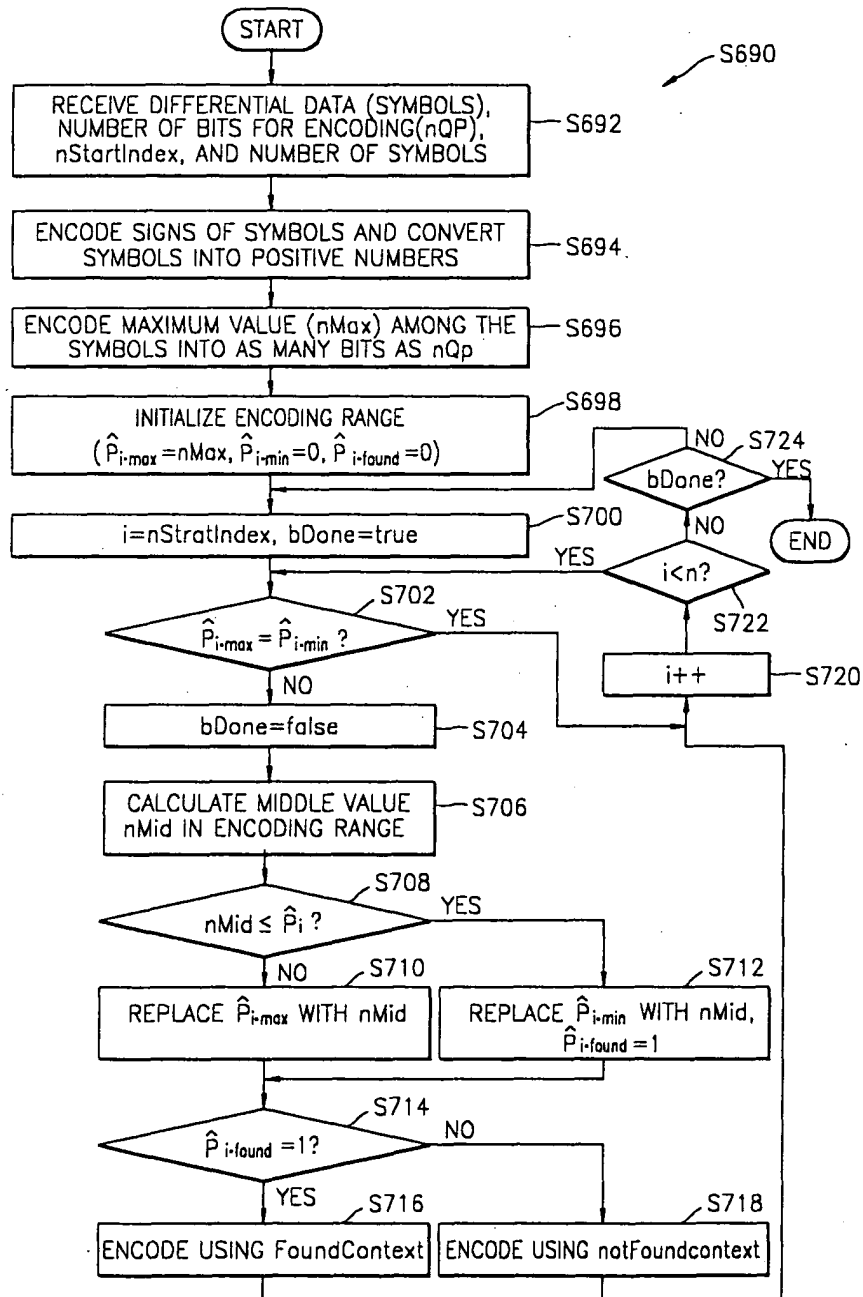 START
S690
RECEIVE DIFFERENTIAL DATA (SYMBOLS),
NUMBER OF BITS FOR ENCODING(nQP),
nStartIndex, AND NUMBER OF SYMBOLS
S692
ENCODE SIGNS OF SYMBOLS AND CONVERT
SYMBOLS INTO POSITIVE NUMBERS
S694
ENCODE MAXIMUM VALUE (nMax) AMONG THE
SYMBOLS INTO AS MANY BITS AS nQp
S696
INITIALIZE ENCODING RANGE
(P̂i-max=nMax, P̂i-min=0, P̂i-found=0)
S698
NO
S724
bDone?
YES
END
i=nStratIndex, bDone=true
S700
NO
YES
i<n?
S722
S702
P̂i-max = P̂i-min ?
YES
i++
S720
NO
bDone=false
S704
CALCULATE MIDDLE VALUE
nMid IN ENCODING RANGE
S706
S708
nMid ≤ P̂i ?
YES
NO
S710
S712
REPLACE P̂i-max WITH nMid
REPLACE P̂i-min WITH nMid,
P̂i-found = 1
S714
P̂i-found =1?
NO
YES
S716
S718
ENCODE USING FoundContext
ENCODE USING notFoundcontext